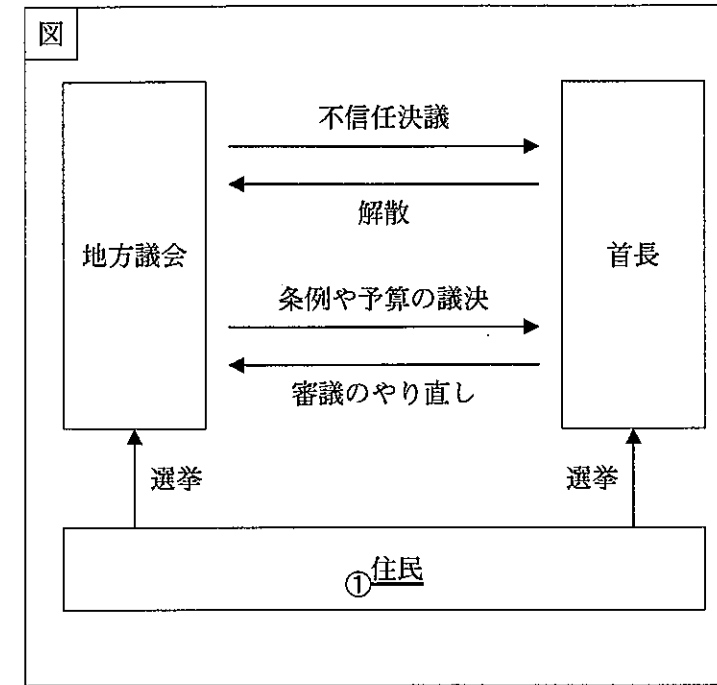 図
不信任決議
解散
地方議会
首長
条例や予算の議決
審議のやり直し
選挙
選挙
①住民